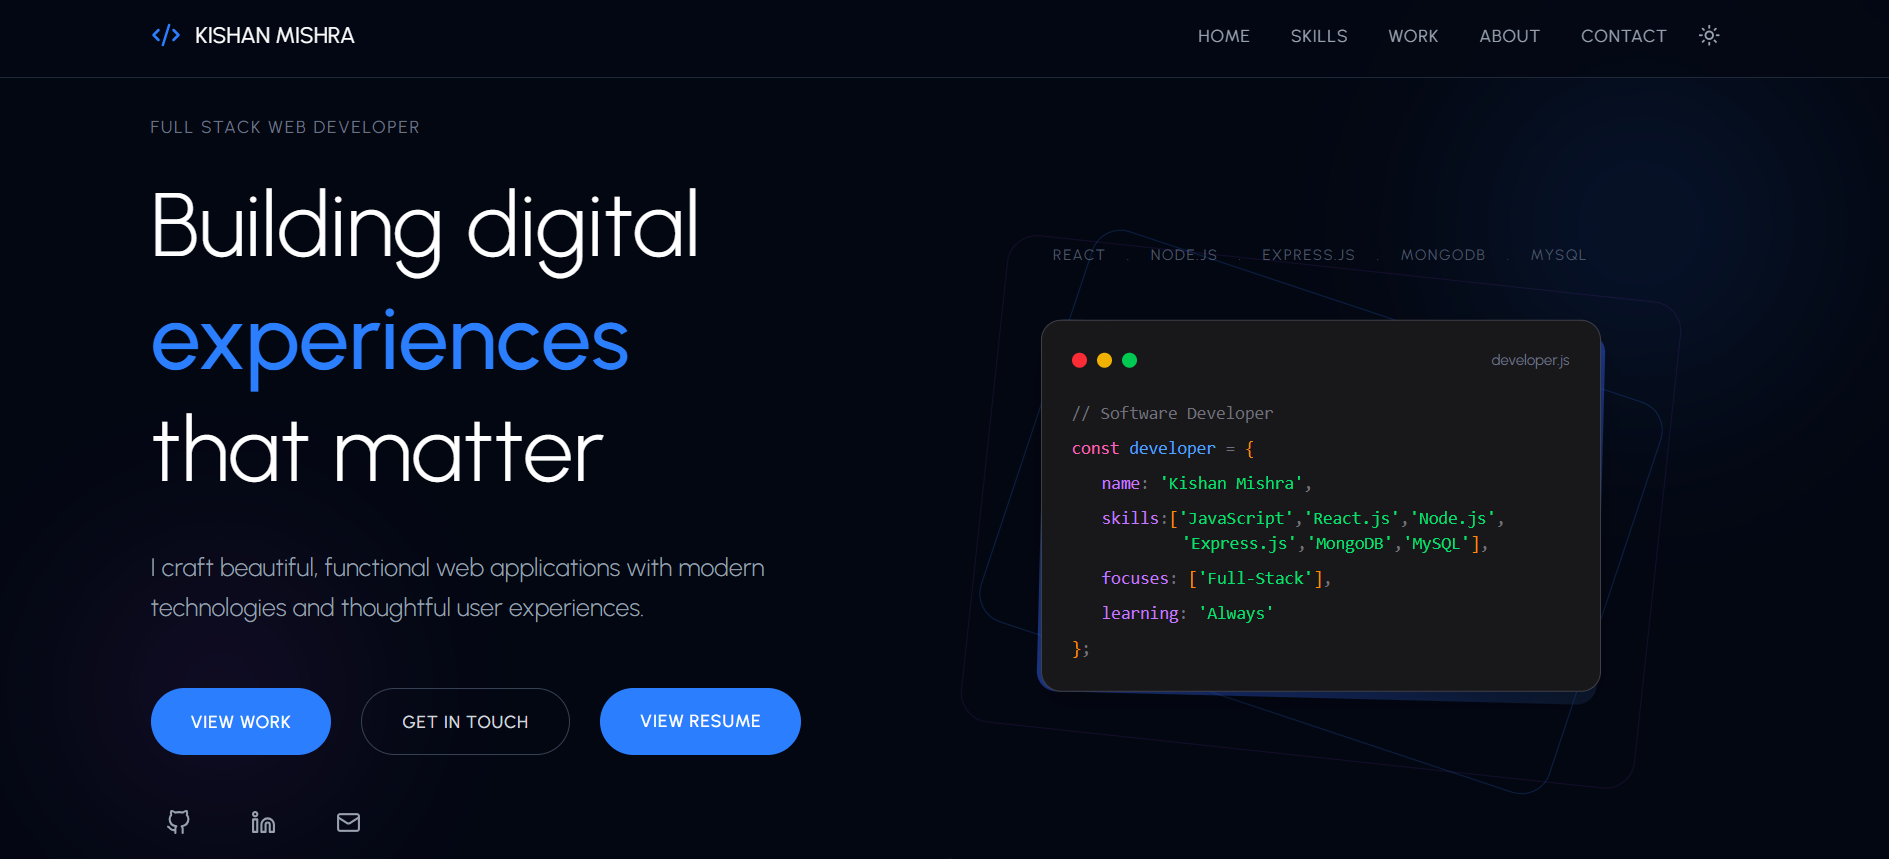 </> KISHAN MISHRA
HOME SKILLS WORK ABOUT CONTACT
FULL STACK WEB DEVELOPER
Building digital
experiences
that matter
I craft beautiful, functional web applications with modern
technologies and thoughtful user experiences.
VIEW WORK GET IN TOUCH VIEW RESUME
in
REACT . NODE.JS . EXPRESS.JS . MONGODB . MYSQL
developer.js
// Software Developer
const developer = {
name: 'Kishan Mishra',
skills:['JavaScript','React.js','Node.js',
'Express.js','MongoDB','MySQL'],
focuses: ['Full-Stack'],
learning: 'Always'
};